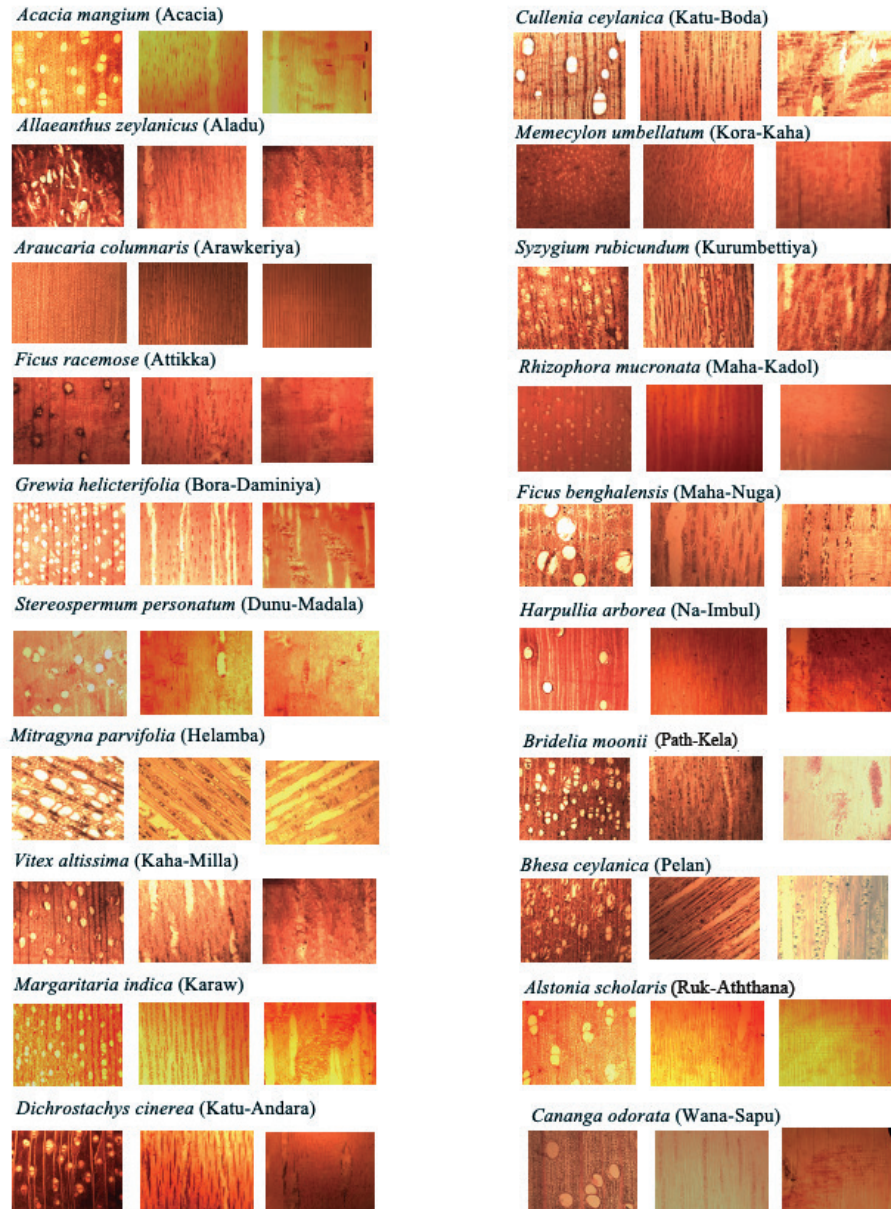 Acacia mangium (Acacia)
Allaeanthus zeylanicus (Aladu)
Araucaria columnaris (Arawkeriya)
Ficus racemose (Attikka)
Grewia helicterifolia (Bora-Daminiya)
Stereospermum personatum (Dunu-Madala)
Mitragyna parvifolia (Helamba)
Vitex altissima (Kaha-Milla)
Margaritaria indica (Karaw)
Dichrostachys cinerea (Katu-Andara)
Cullenia ceylanica (Katu-Boda)
Memecylon umbellatum (Kora-Kaha)
Syzygium rubicundum (Kurumbettiya)
Rhizophora mucronata (Maha-Kadol)
Ficus benghalensis (Maha-Nuga)
Harpullia arborea (Na-Imbul)
Bridelia moonii (Path-Kela)
Bhesa ceylanica (Pelan)
Alstonia scholaris (Ruk-Aththana)
Cananga odorata (Wana-Sapu)